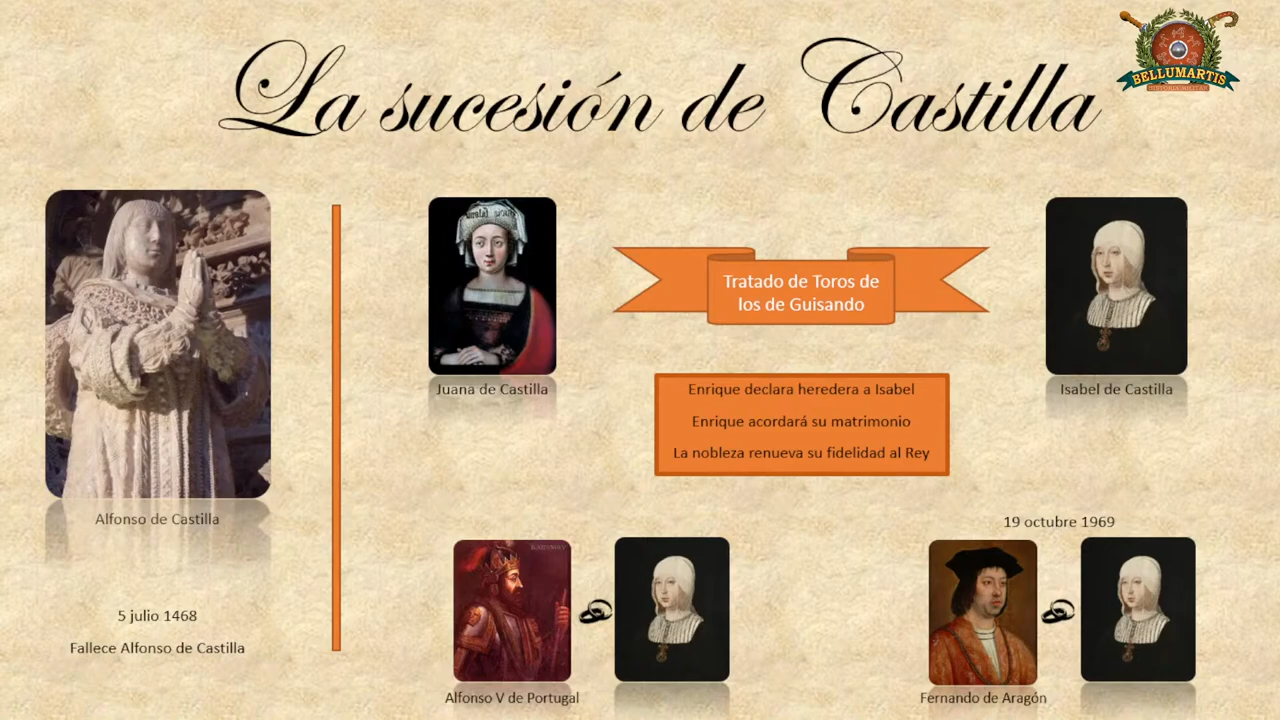 La sucesión de Castilla
BELLUMARTIS
HISTORIA MILITAR
Juana de Castilla
Tratado de Toros de
los de Guisando
Isabel de Castilla
Enrique declara heredera a Isabel
Enrique acordará su matrimonio
La nobleza renueva su fidelidad al Rey
Alfonso de Castilla
5 julio 1468
Fallece Alfonso de Castilla
19 octubre 1969
Alfonso V de Portugal
Fernando de Aragón